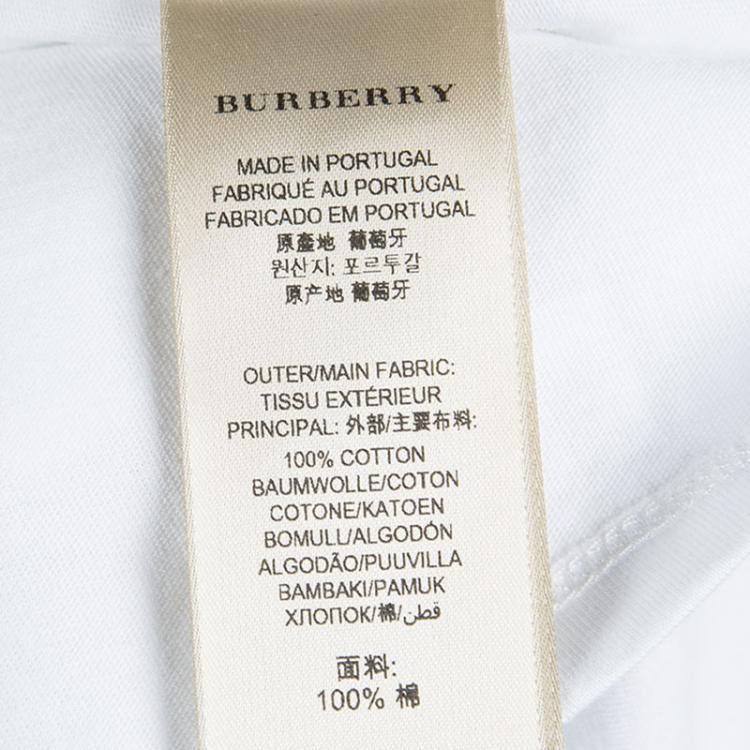 BURBERRY
MADE IN PORTUGAL
FABRIQUÉ AU PORTUGAL
FABRICADO EM PORTUGAL
原產地 葡萄牙
원산지: 포르투갈
原产地 葡萄牙
OUTER/MAIN FABRIC:
TISSU EXTÉRIEUR
PRINCIPAL: 外部/主要布料:
100% COTTON
BAUMWOLLE/COTON
COTONE/KATOEN
BOMULL/ALGODÓN
ALGODÃO/PUUVILLA
BAMBAKI/PAMUK
ХЛОПОК/棉/قطن
面料:
100% 棉